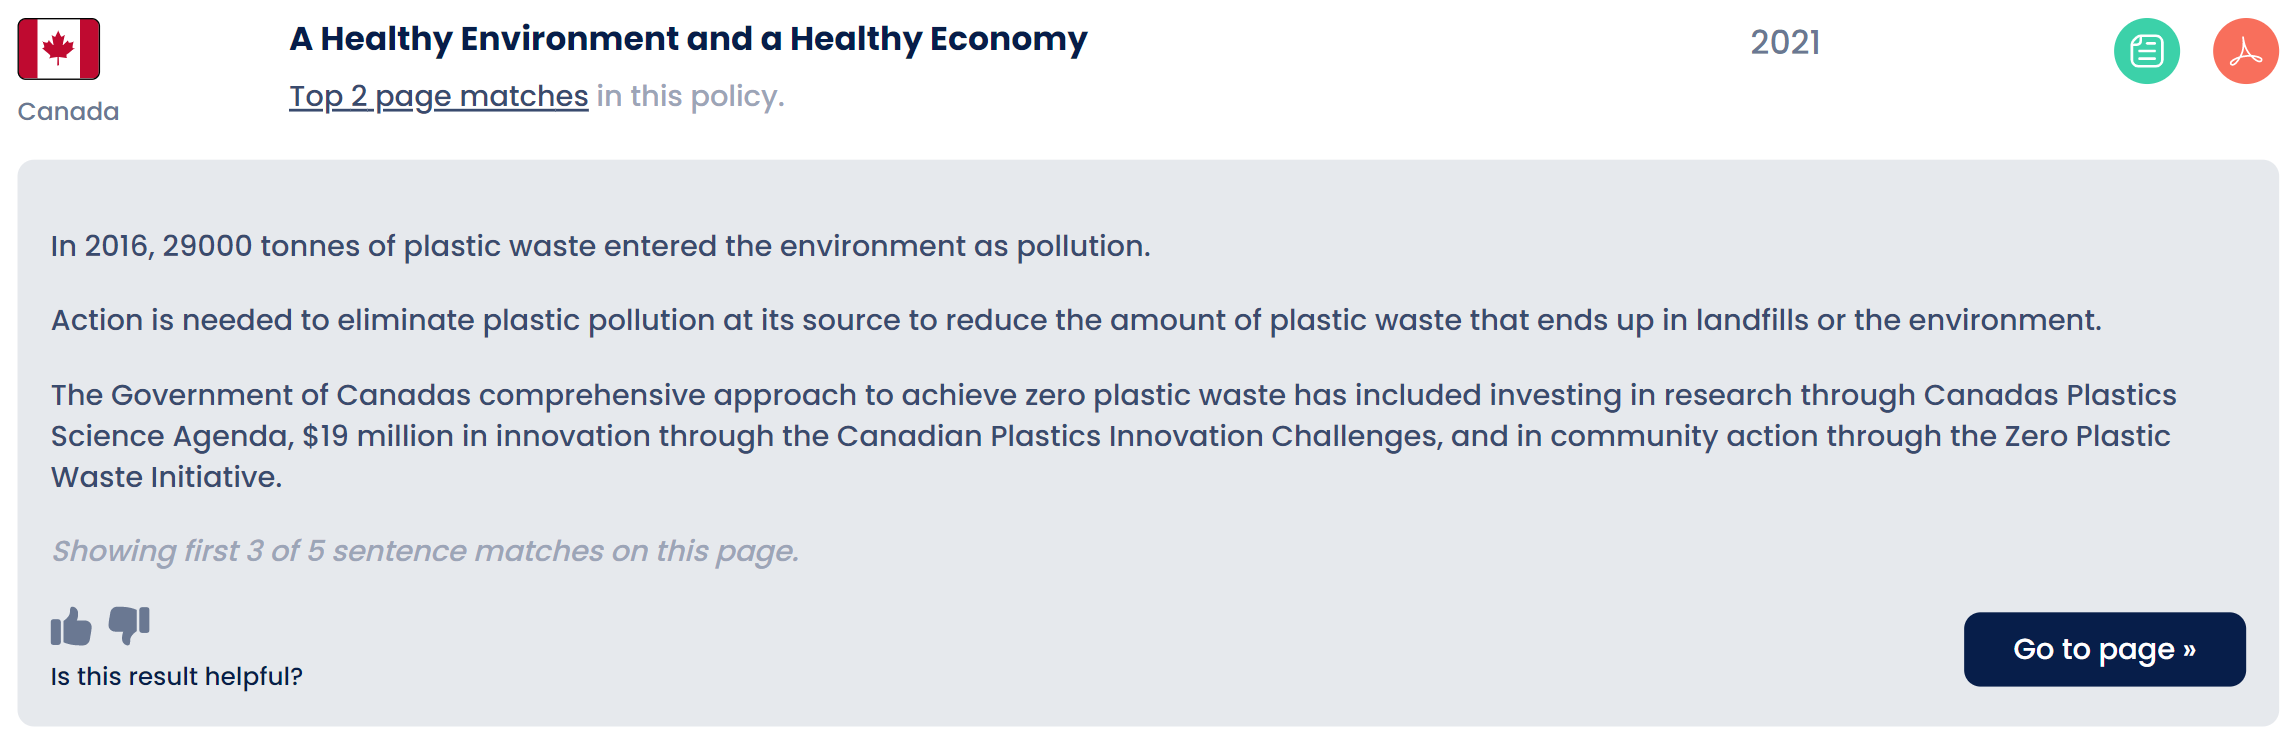 A Healthy Environment and a Healthy Economy
2021
Top 2 page matches in this policy.
Canada
In 2016, 29000 tonnes of plastic waste entered the environment as pollution.
Action is needed to eliminate plastic pollution at its source to reduce the amount of plastic waste that ends up in landfills or the environment.
The Government of Canadas comprehensive approach to achieve zero plastic waste has included investing in research through Canadas Plastics
Science Agenda, $19 million in innovation through the Canadian Plastics Innovation Challenges, and in community action through the Zero Plastic
Waste Initiative.
Showing first 3 of 5 sentence matches on this page.
Is this result helpful?
Go to page »